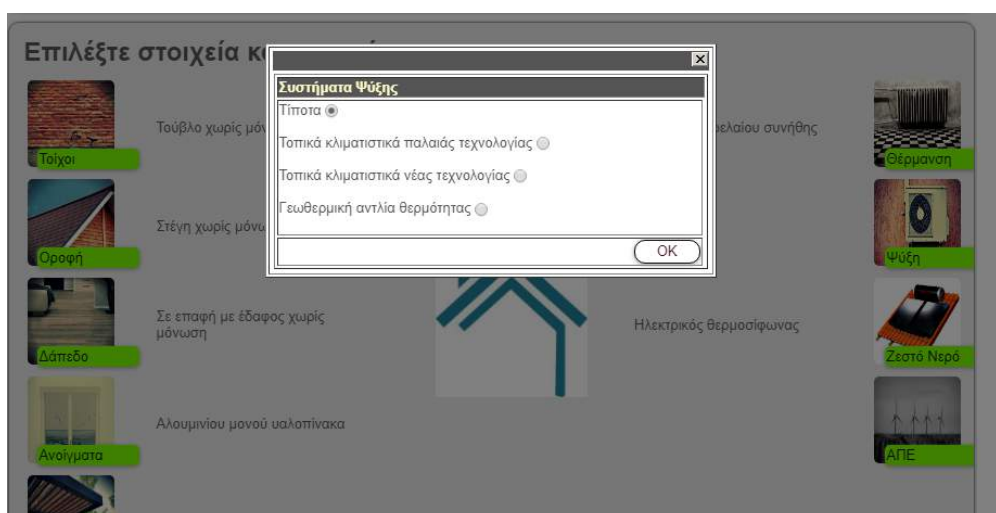 Επιλέξτε στοιχεία
Συστήματα Ψύξης
Τίποτα
Τοπικά κλιματιστικά παλαιάς τεχνολογίας
Τοπικά κλιματιστικά νέας τεχνολογίας
Γεωθερμική αντλία θερμότητας
OK
Τοίχοι
Τούβλο χωρίς
συνήθης
Θέρμανση
Οροφή
Στέγη χωρίς
Ψύξη
Δάπεδο
Σε επαφή με έδαφος χωρίς
μόνωση
Ηλεκτρικός θερμοσίφωνας
Ζεστό Νερό
Ανοίγματα
Αλουμινίου μονού υαλοπίνακα
ΑΠΕ